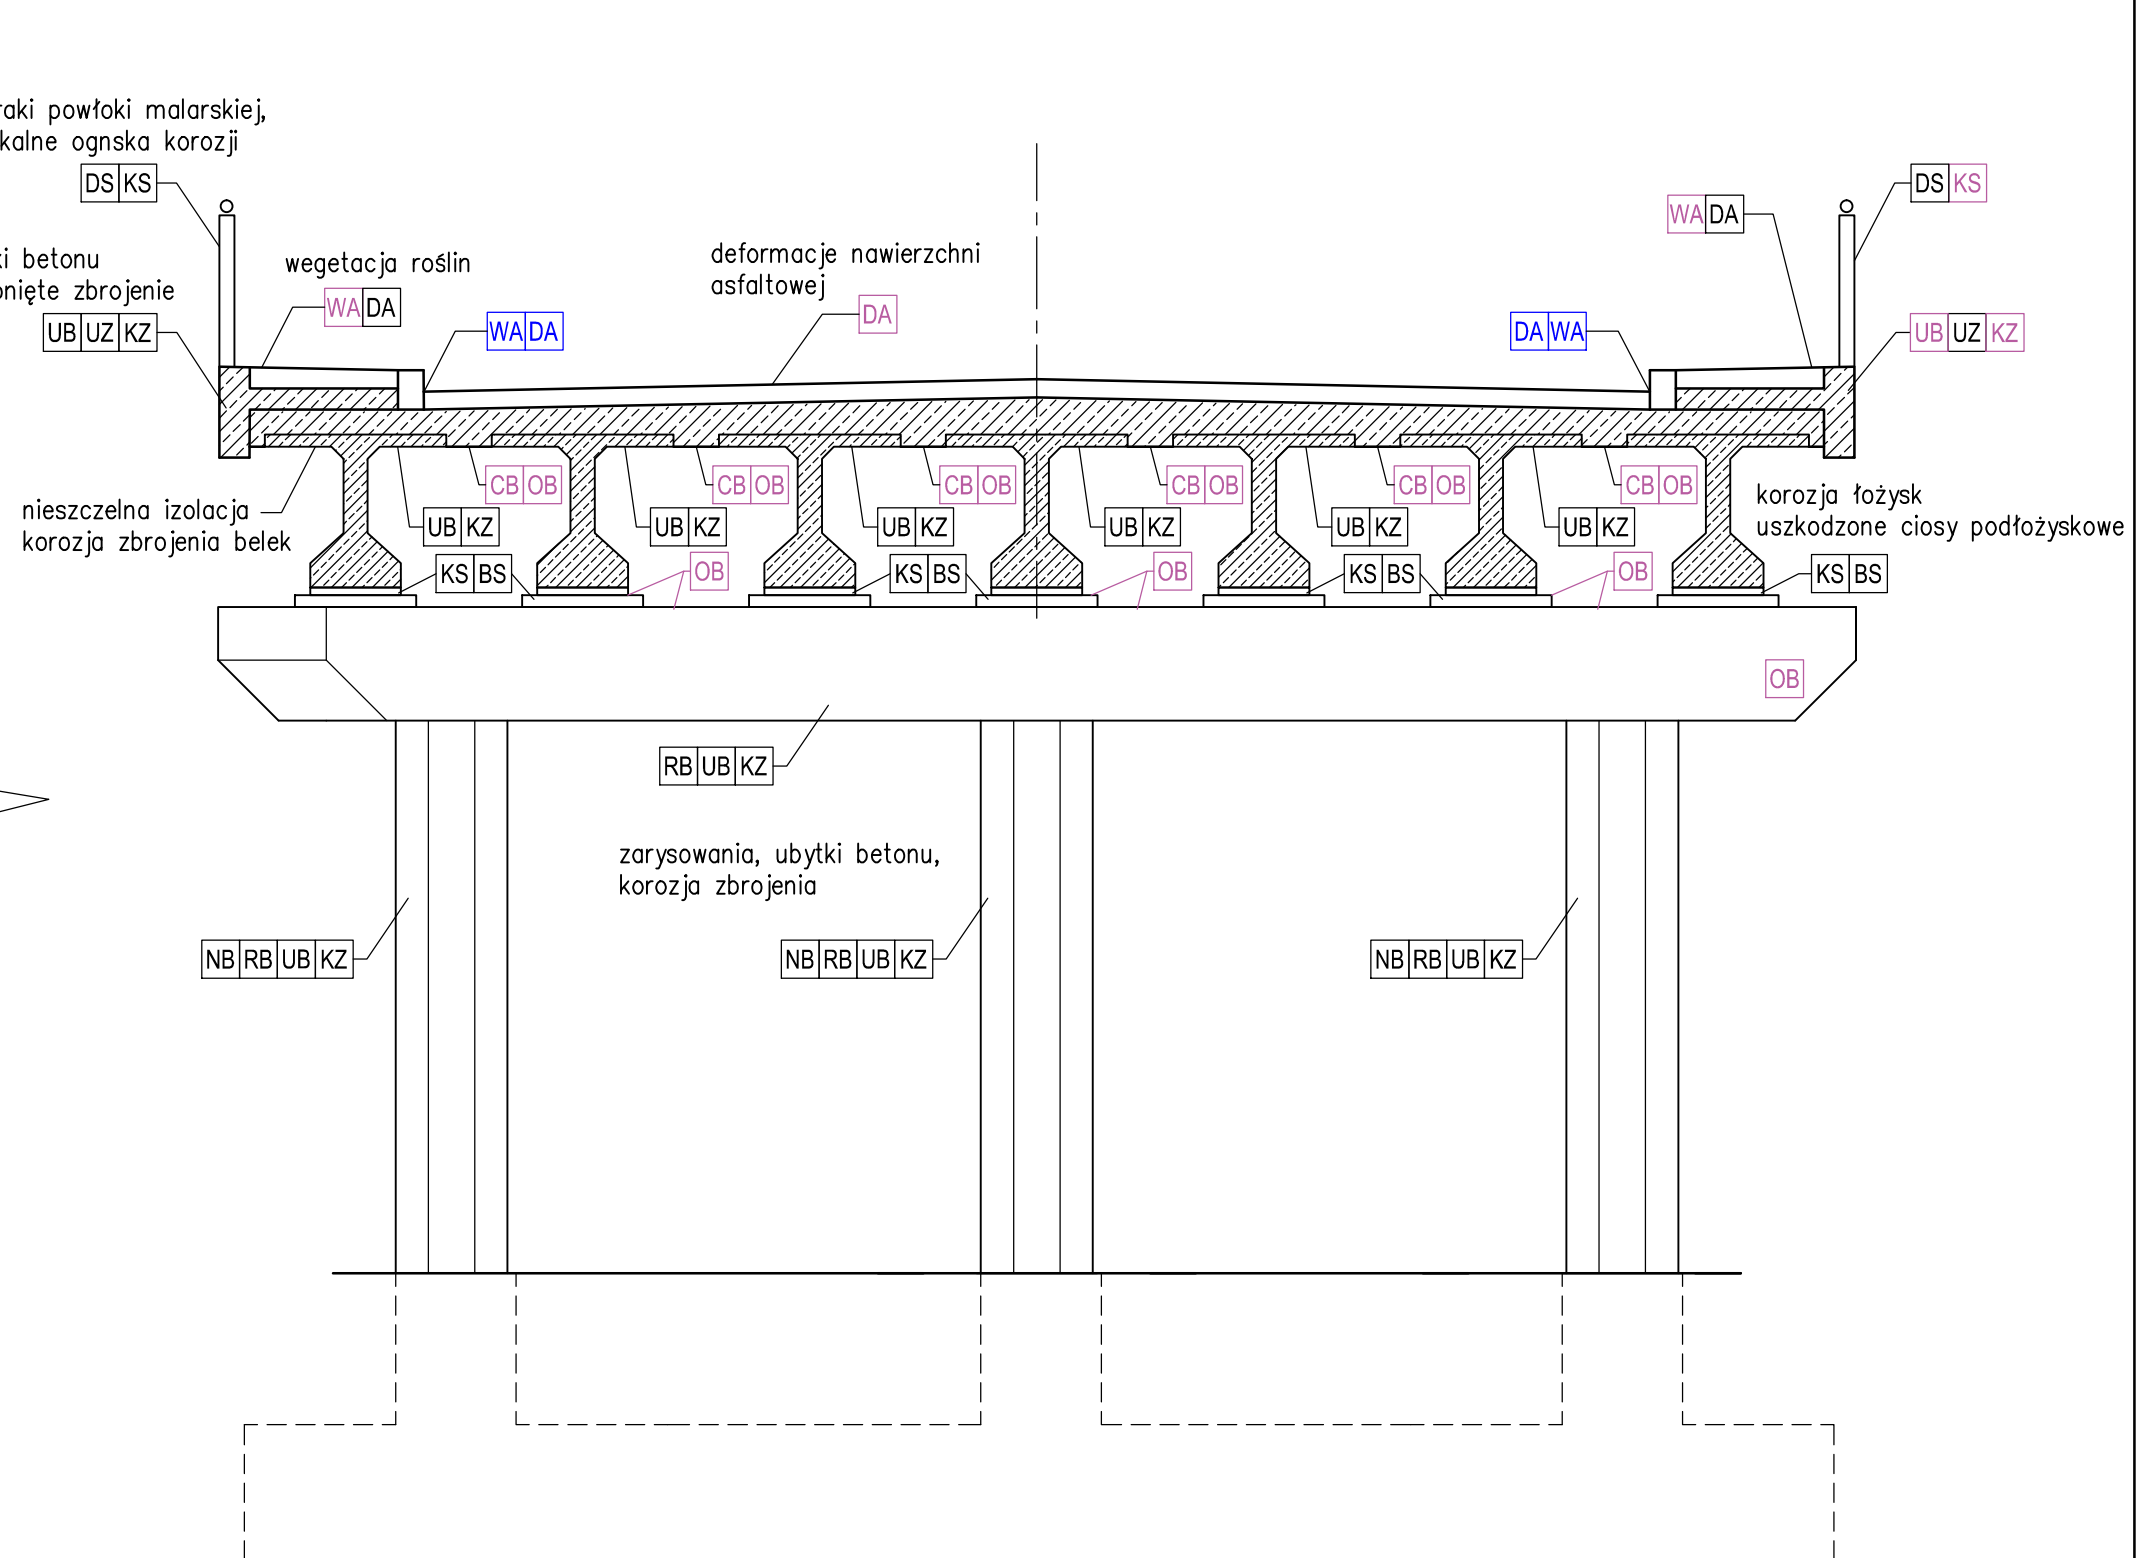 raki powłoki malarskiej,
kalne ognska korozji
DS KS
DS KS
WA DA
ki betonu
onięte zbrojenie
UB UZ KZ
wegetacja roślin
WA DA
WA DA
deformacje nawierzchni
asfaltowej
DA
DA WA
UB UZ KZ
nieszczelna izolacja
korozja zbrojenia belek
CB OB
CB OB
CB OB
CB OB
CB OB
CB OB
korozja łożysk
uszkodzone ciosy podłożyskowe
UB KZ
UB KZ
UB KZ
UB KZ
UB KZ
UB KZ
KS BS
OB
KS BS
OB
KS BS
OB
KS BS
OB
RB UB KZ
zarysowania, ubytki betonu,
korozja zbrojenia
NB RB UB KZ
NB RB UB KZ
NB RB UB KZ